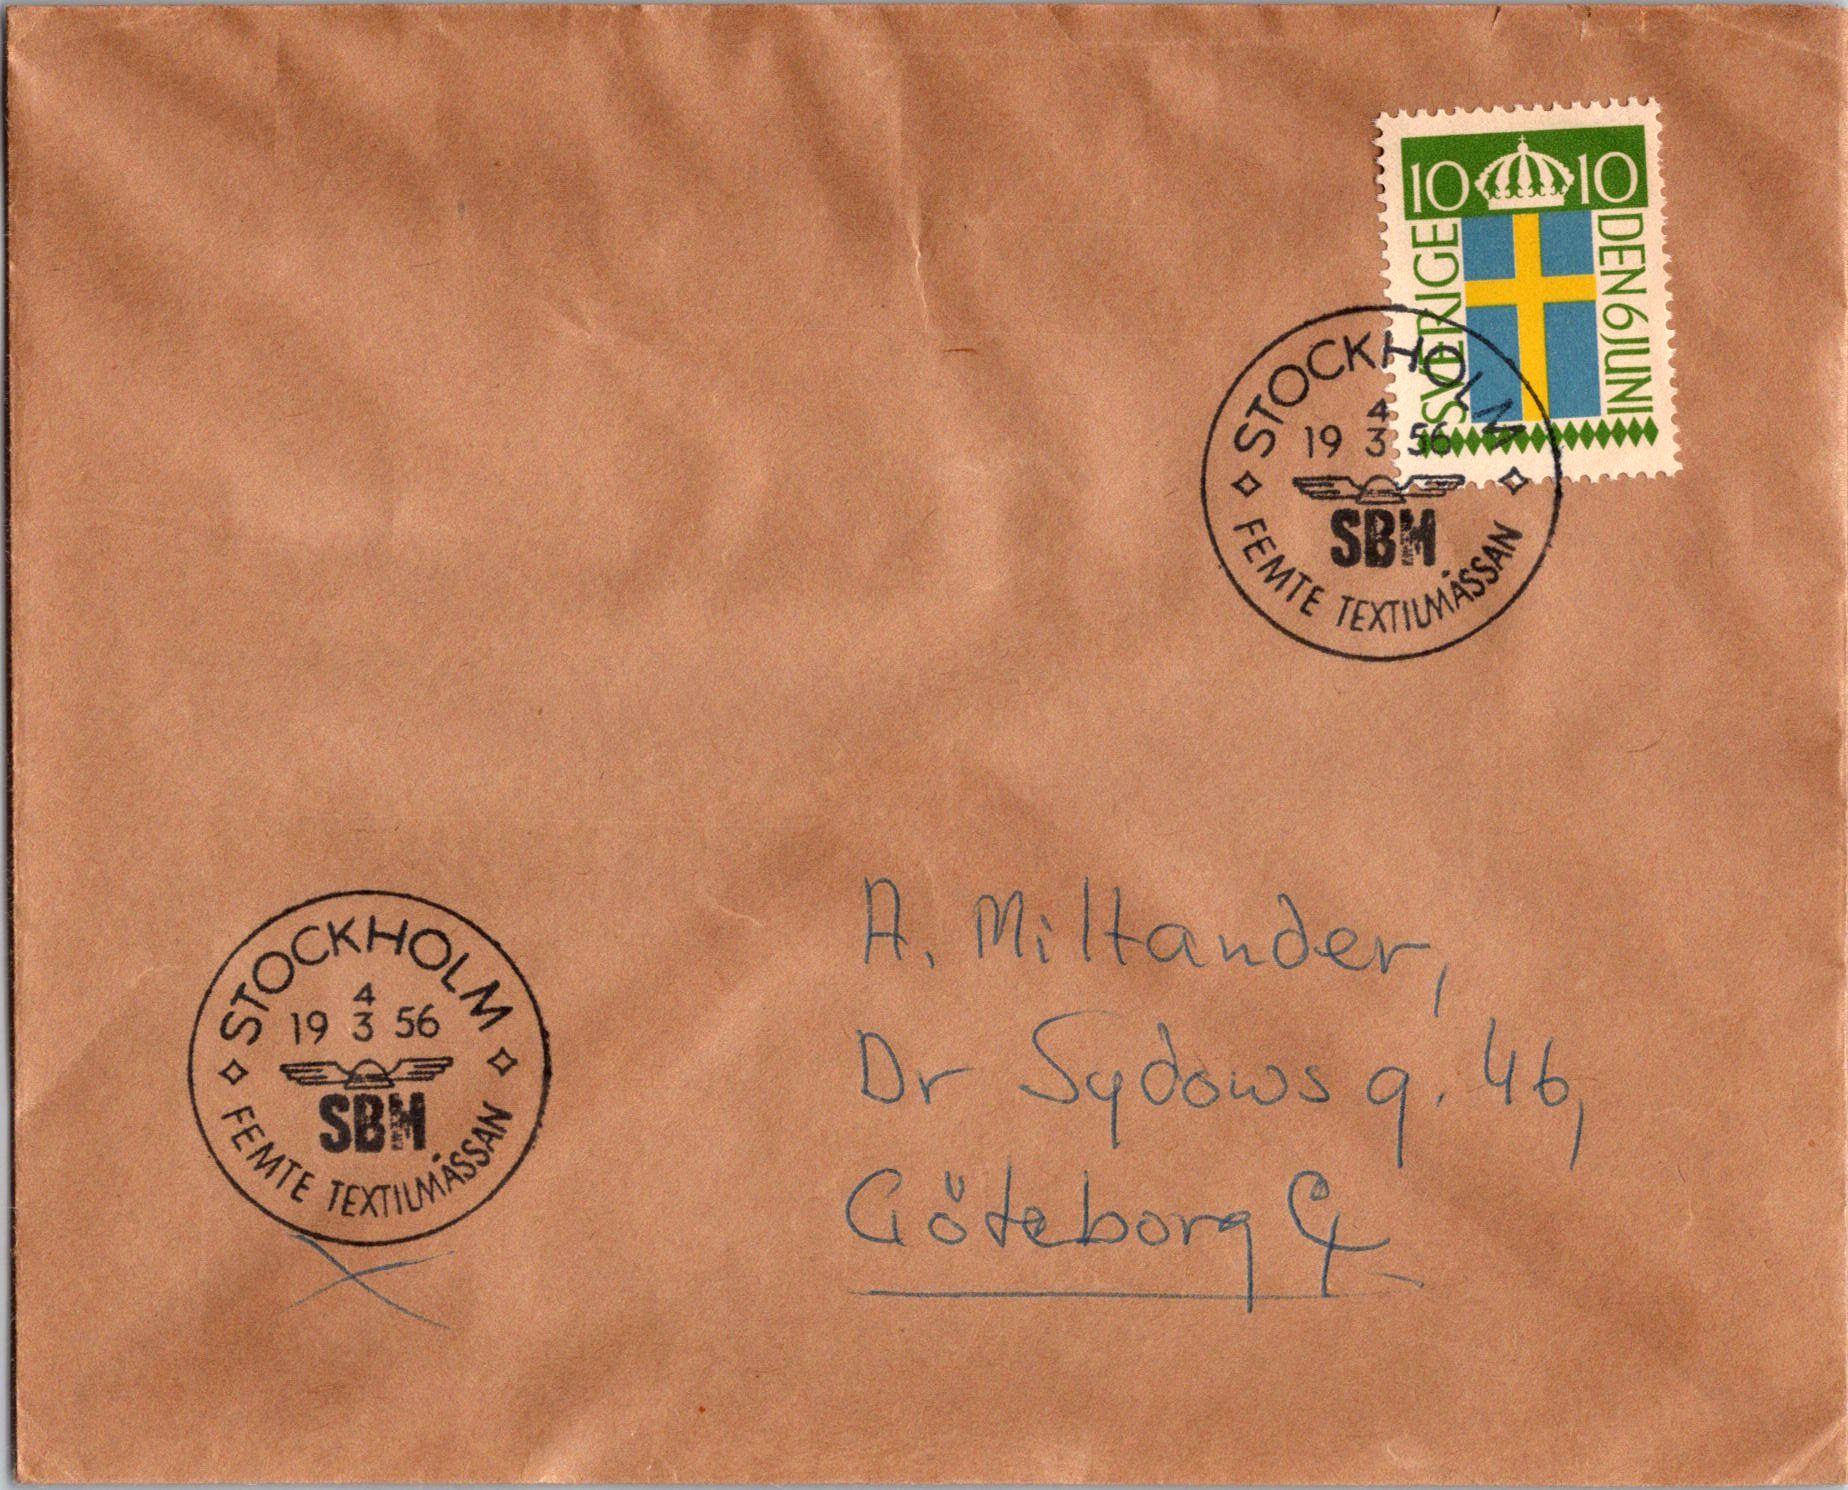 10 10
SVERIGE
DEN 6 JUNI
STOCKHOLM
4
19 3 56
SBM
FEMTE TEXTILMÄSSAN
STOCKHOLM
4
19 3 56
SBM
FEMTE TEXTILMÄSSAN
A. Miltander,
Dr Sydows g. 46,
Göteborg C